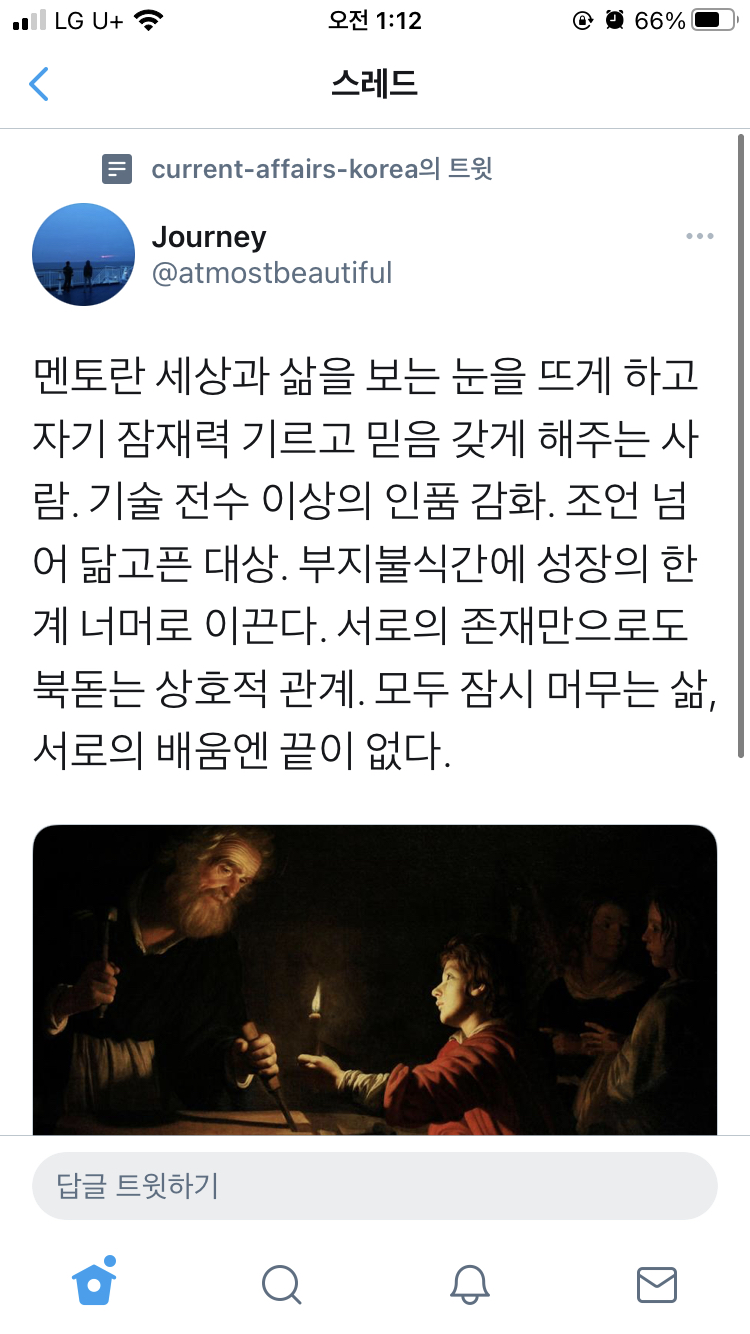 LG U+ 오전 1:12 66%
스레드
current-affairs-korea의 트윗
Journey
@atmostbeautiful
멘토란 세상과 삶을 보는 눈을 뜨게 하고
자기 잠재력 기르고 믿음 갖게 해주는 사
람. 기술 전수 이상의 인품 감화. 조언 넘
어 닮고픈 대상. 부지불식간에 성장의 한
계 너머로 이끈다. 서로의 존재만으로도
북돋는 상호적 관계. 모두 잠시 머무는 삶,
서로의 배움엔 끝이 없다.
답글 트윗하기